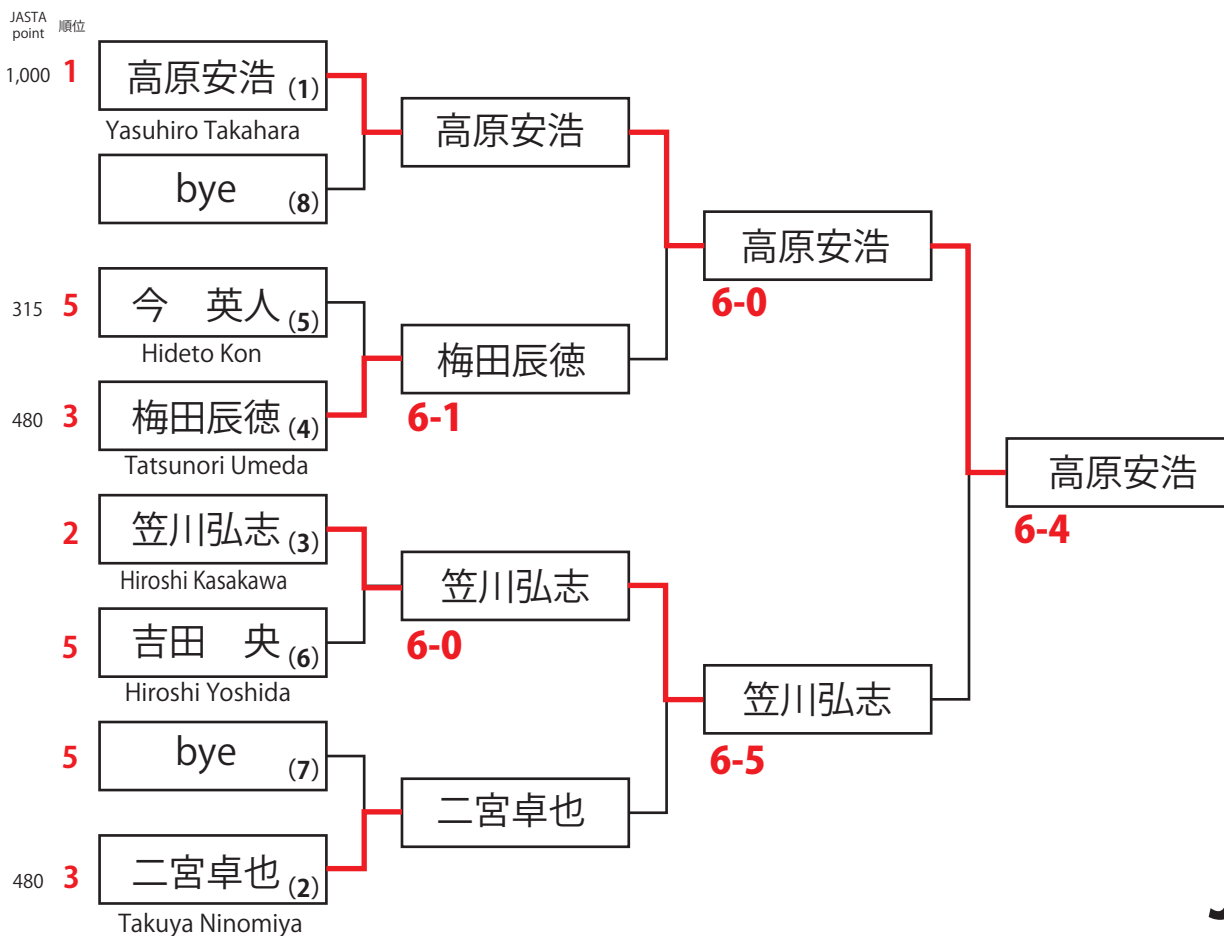 JASTA
point 順位
1,000 1 高原安浩 (1)
Yasuhiro Takahara
bye (8)
高原安浩
315 5 今　英人 (5)
Hideto Kon
480 3 梅田辰徳 (4)
Tatsunori Umeda
梅田辰徳
6-1
高原安浩
6-0
2 笠川弘志 (3)
Hiroshi Kasakawa
5 吉田　央 (6)
Hiroshi Yoshida
笠川弘志
6-0
5 bye (7)
480 3 二宮卓也 (2)
Takuya Ninomiya
二宮卓也
笠川弘志
6-5
高原安浩
6-4